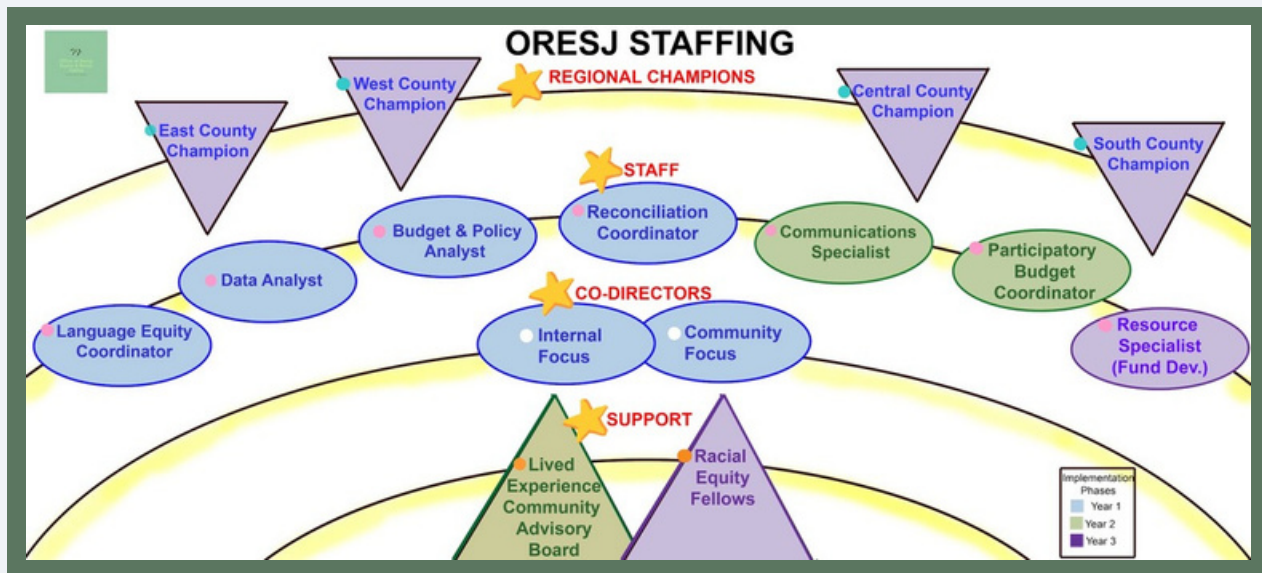 ORESJ STAFFING
REGIONAL CHAMPIONS
East County
Champion
West County
Champion
Central County
Champion
South County
Champion
STAFF
Language Equity
Coordinator
Data Analyst
Budget & Policy
Analyst
Reconciliation
Coordinator
Communications
Specialist
Participatory
Budget
Coordinator
Resource
Specialist
(Fund Dev.)
CO-DIRECTORS
Internal
Focus
Community
Focus
SUPPORT
Lived
Experience
Community
Advisory
Board
Racial
Equity
Fellows
Implementation
Phases
Year 1
Year 2
Year 3